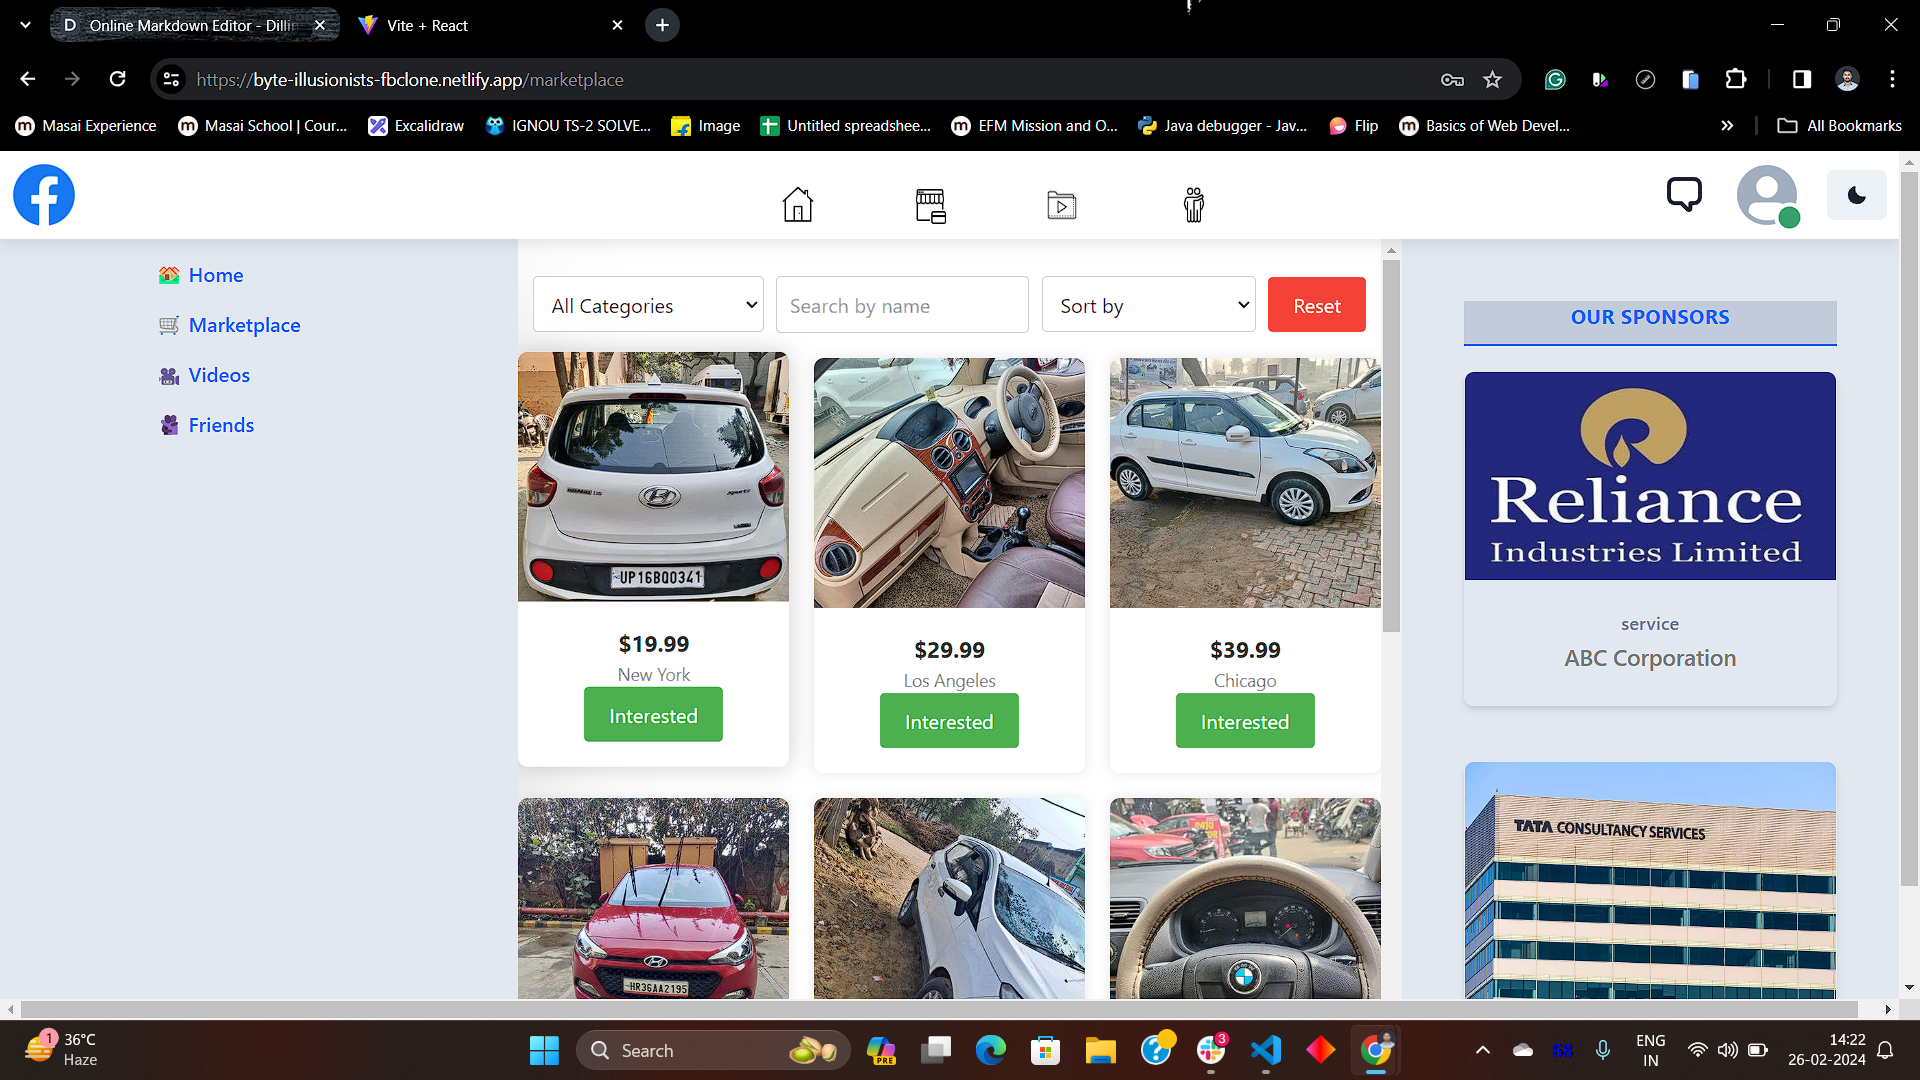 Online Markdown Editor - Dilli
Vite + React
https://byte-illusionists-fbclone.netlify.app/marketplace
Masai Experience
Masai School | Cour...
Excalidraw
IGNOU TS-2 SOLVE...
Image
Untitled spreadshee...
EFM Mission and O...
Java debugger - Jav...
Flip
Basics of Web Devel...
All Bookmarks
Home
Marketplace
Videos
Friends
All Categories
Search by name
Sort by
Reset
UP16BQ0341
$19.99
New York
Interested
$29.99
Los Angeles
Interested
$39.99
Chicago
Interested
HR36AA2195
OUR SPONSORS
Reliance
Industries Limited
service
ABC Corporation
TATA CONSULTANCY SERVICES
1
36°C
Haze
Search
PRE
3
ENG
IN
14:22
26-02-2024